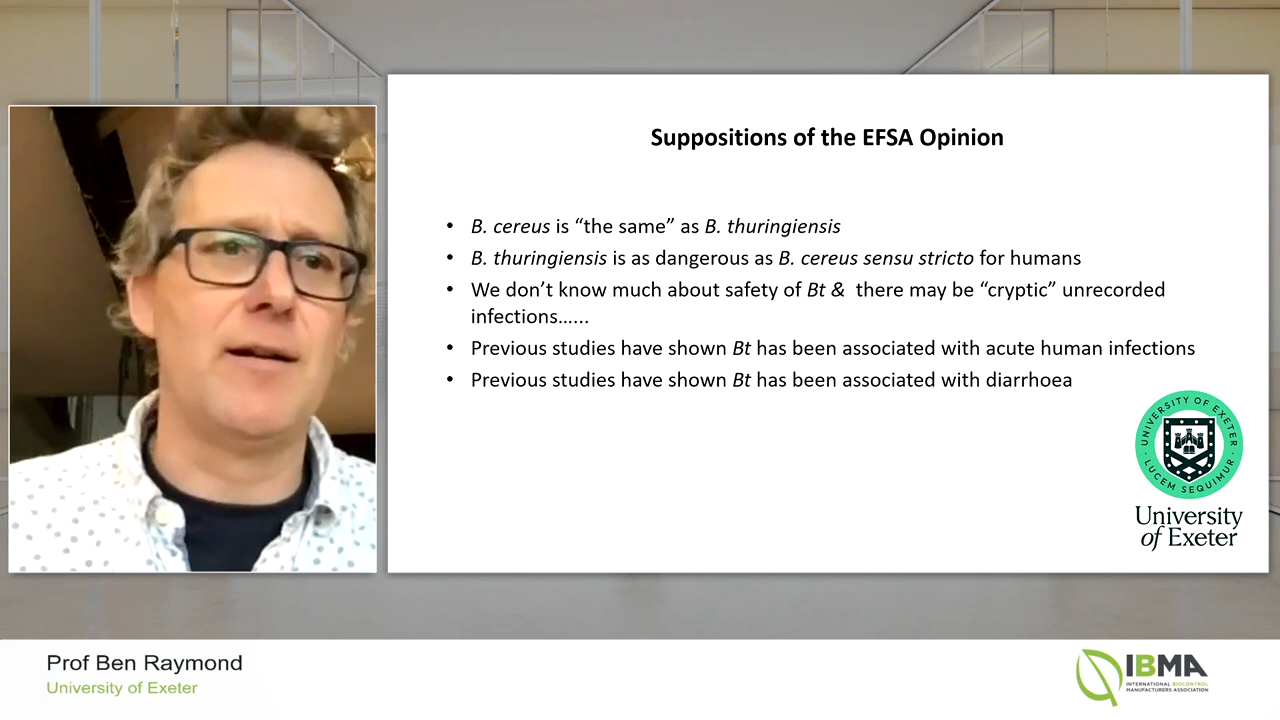 Suppositions of the EFSA Opinion
• B. cereus is “the same” as B. thuringiensis
• B. thuringiensis is as dangerous as B. cereus sensu stricto for humans
• We don’t know much about safety of Bt &  there may be “cryptic” unrecorded
infections…...
• Previous studies have shown Bt has been associated with acute human infections
• Previous studies have shown Bt has been associated with diarrhoea
UNIVERSITY OF EXETER
LUCEM SEQUIMUR
University
of Exeter
Prof Ben Raymond
University of Exeter
IBMA
INTERNATIONAL BIOCONTROL
MANUFACTURERS ASSOCIATION